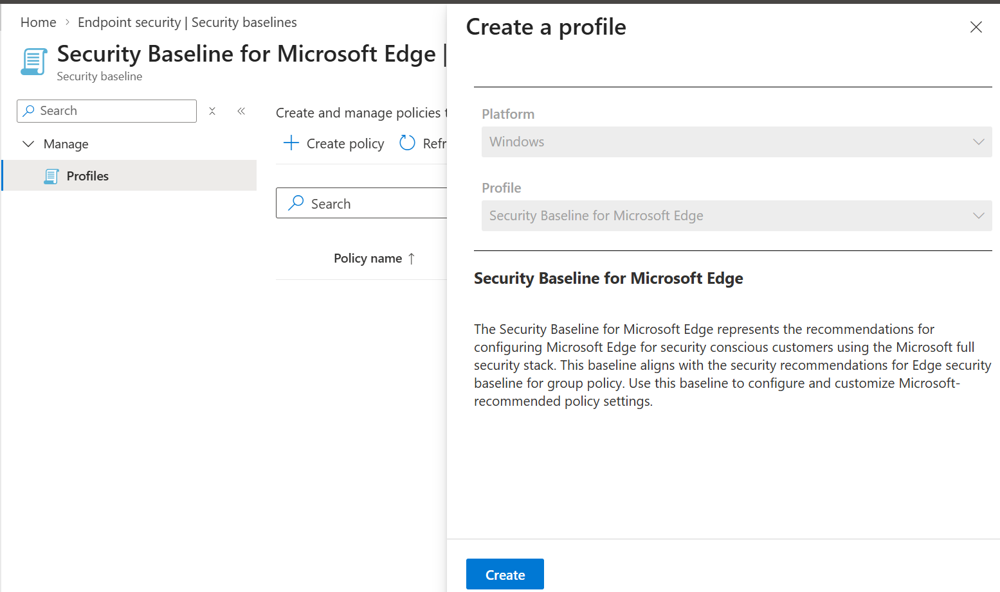 Home > Endpoint security | Security baselines
Security Baseline for Microsoft Edge |
Security baseline
Search
Manage
Profiles
Create and manage policies
Create policy
Refr
Search
Policy name ↑
Create a profile
Platform
Windows
Profile
Security Baseline for Microsoft Edge
Security Baseline for Microsoft Edge
The Security Baseline for Microsoft Edge represents the recommendations for
configuring Microsoft Edge for security conscious customers using the Microsoft full
security stack. This baseline aligns with the security recommendations for Edge security
baseline for group policy. Use this baseline to configure and customize Microsoft-
recommended policy settings.
Create